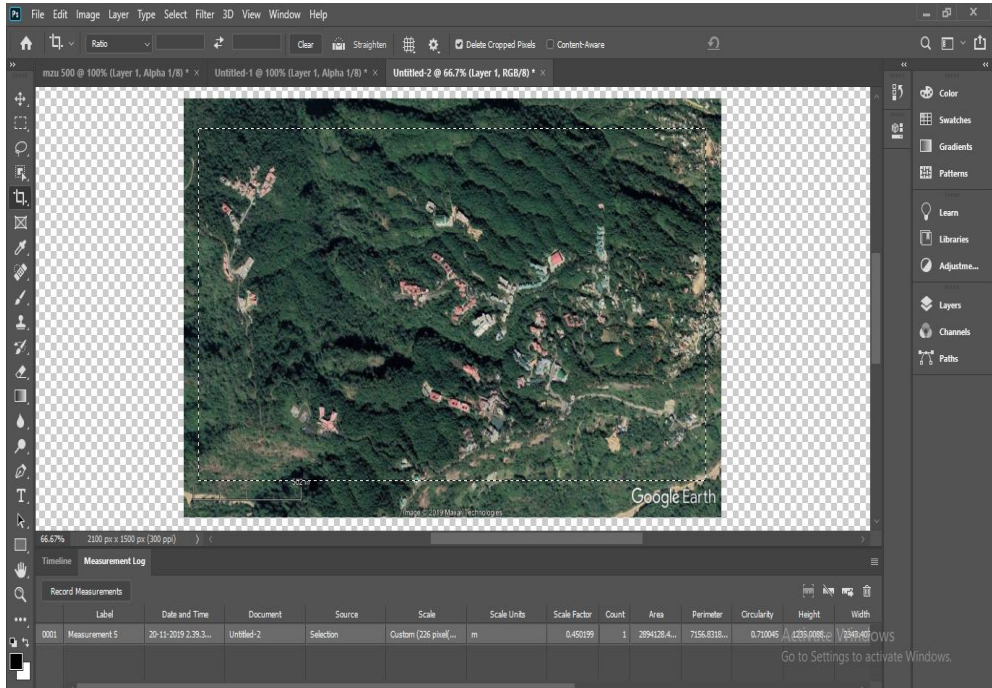 Ps File Edit Image Layer Type Select Filter 3D View Window Help
Ratio Clear Straighten Delete Cropped Pixels Content-Aware
mzu 500 @ 100% (Layer 1, Alpha 1/8) * × Untitled-1 @ 100% (Layer 1, Alpha 1/8) * × Untitled-2 @ 66.7% (Layer 1, RGB/8) * ×
Color
Swatches
Gradients
Patterns
Learn
Libraries
Adjustme...
Layers
Channels
Paths
Google Earth
Image © 2019 Maxar Technologies
66.67% 2100 px x 1500 px (300 ppi)
Timeline Measurement Log
Record Measurements
Label Date and Time Document Source Scale Scale Units Scale Factor Count Area Perimeter Circularity Height Width
0001 Measurement 5 20-11-2019 2.39.3... Untitled-2 Selection Custom (226 pixel(... m 0.450199 1 2894128.4... 7156.8318... 0.710045
Activate Windows
Go to Settings to activate Windows.